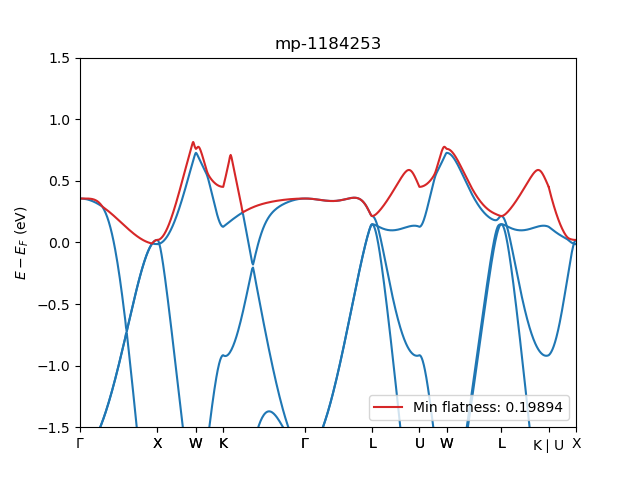 mp-1184253
E − E_F (eV)
1.5
1.0
0.5
0.0
−0.5
−1.0
−1.5
Min flatness: 0.19894
Γ X W K Γ L U W L K | U X